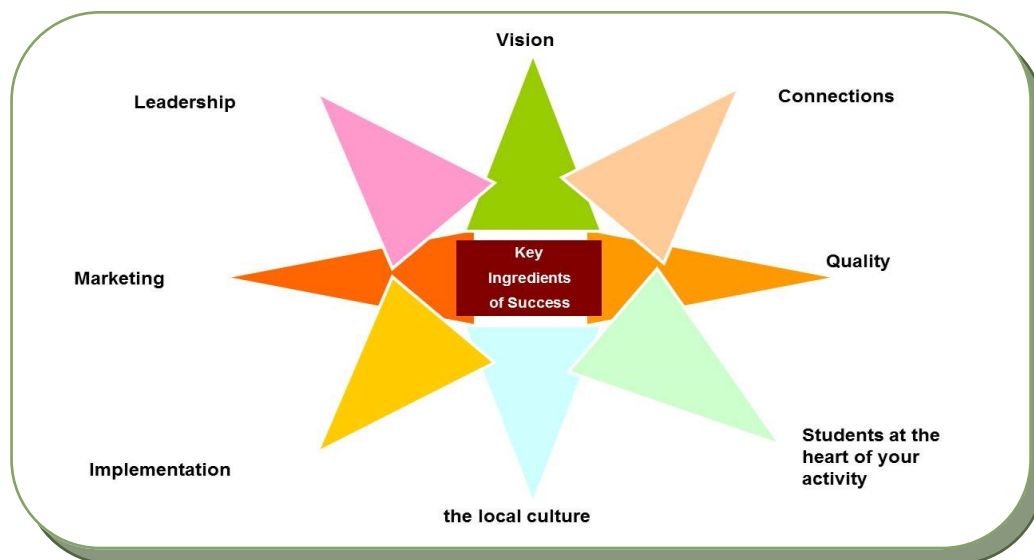 Vision
Leadership
Connections
Key
Ingredients
of Success
Marketing
Quality
Implementation
Students at the
heart of your
activity
the local culture